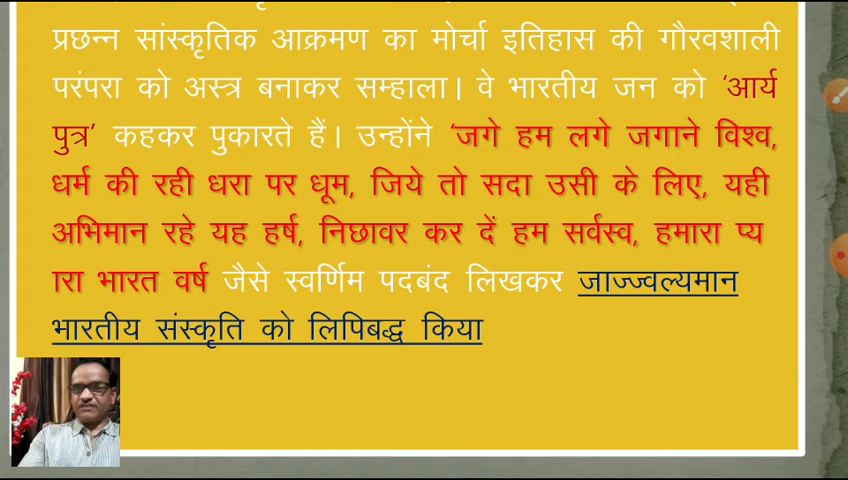 प्रछन्न सांस्कृतिक आक्रमण का मोर्चा इतिहास की गौरवशाली
परंपरा को अस्त्र बनाकर सम्हाला। वे भारतीय जन को ‘आर्य
पुत्र’ कहकर पुकारते हैं। उन्होंने ‘जगे हम लगे जगाने विश्व,
धर्म की रही धरा पर धूम, जिये तो सदा उसी के लिए, यही
अभिमान रहे यह हर्ष, निछावर कर दें हम सर्वस्व, हमारा प्य
ारा भारत वर्ष जैसे स्वर्णिम पदबंद लिखकर जाज्ज्वल्यमान
भारतीय संस्कृति को लिपिबद्ध किया